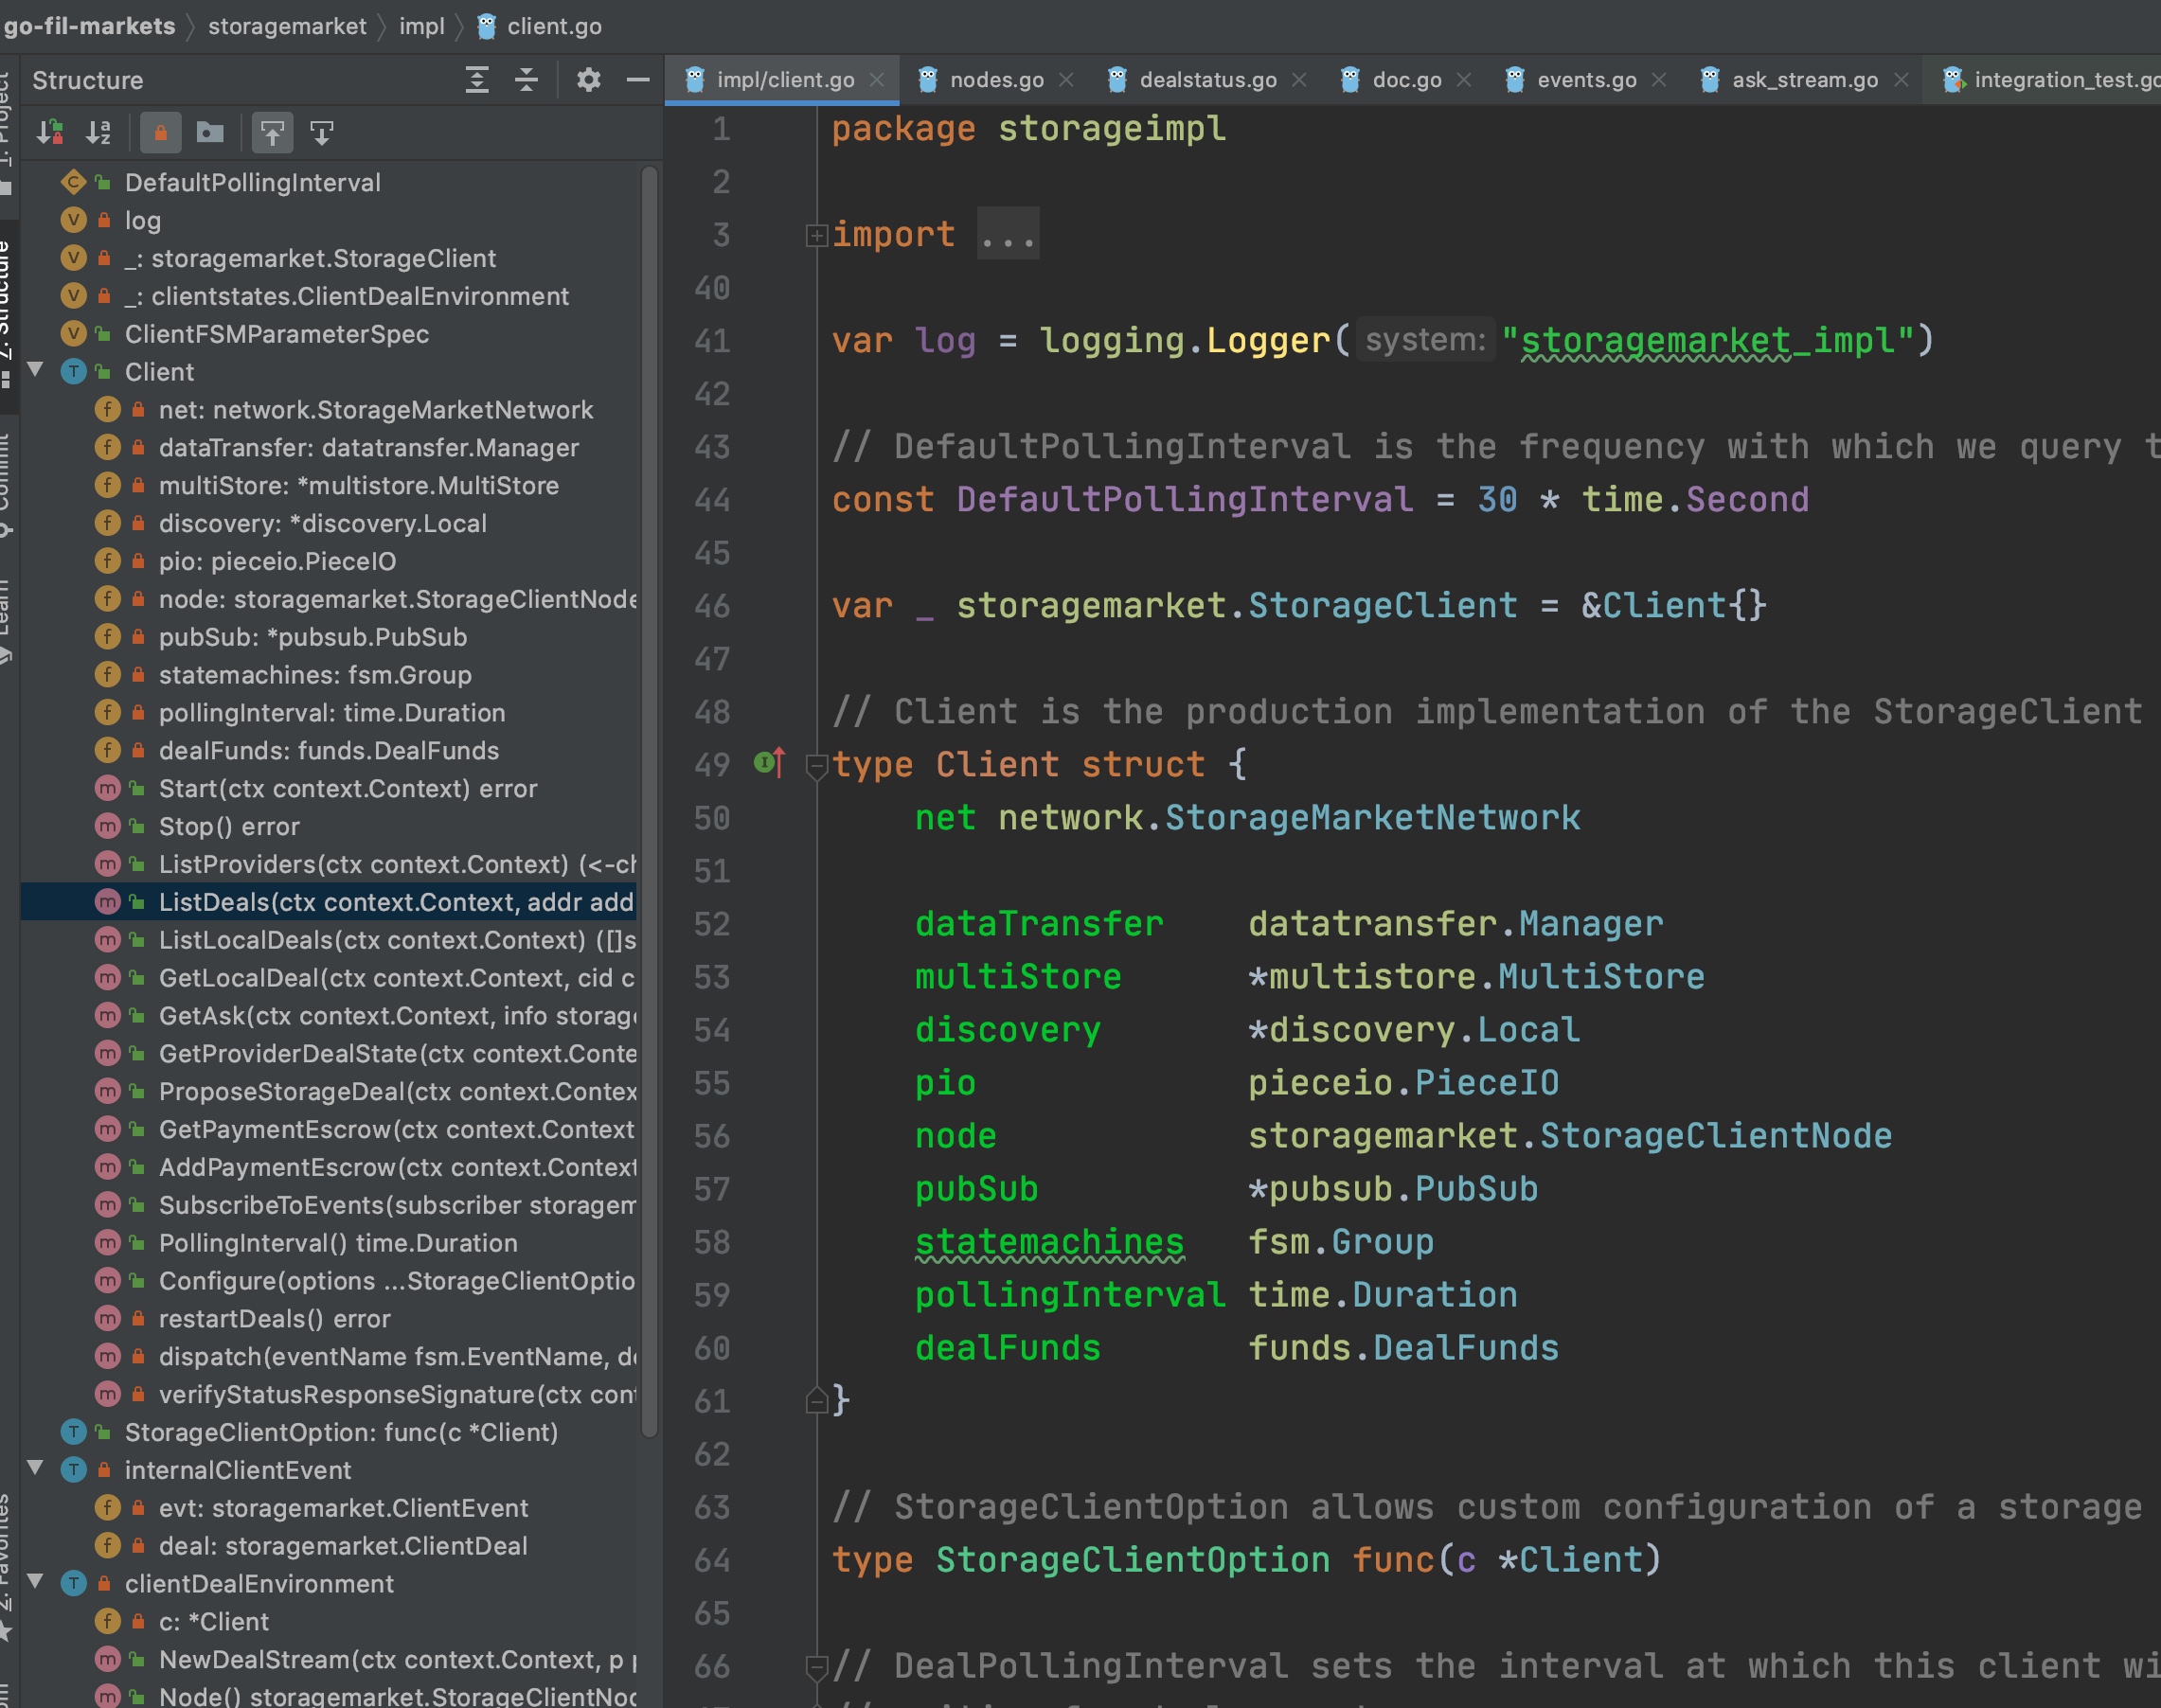 go-fil-markets storagemarket impl client.go
Structure
impl/client.go nodes.go dealstatus.go doc.go events.go ask_stream.go integration_test.go
Project
Z: Structure
Commit
Learn
2: Favorites
DefaultPollingInterval
log
_: storagemarket.StorageClient
_: clientstates.ClientDealEnvironment
ClientFSMParameterSpec
Client
net: network.StorageMarketNetwork
dataTransfer: datatransfer.Manager
multiStore: *multistore.MultiStore
discovery: *discovery.Local
pio: pieceio.PieceIO
node: storagemarket.StorageClientNode
pubSub: *pubsub.PubSub
statemachines: fsm.Group
pollingInterval: time.Duration
dealFunds: funds.DealFunds
Start(ctx context.Context) error
Stop() error
ListProviders(ctx context.Context) (<-ch
ListDeals(ctx context.Context, addr add
ListLocalDeals(ctx context.Context) ([]s
GetLocalDeal(ctx context.Context, cid c
GetAsk(ctx context.Context, info storage
GetProviderDealState(ctx context.Conte
ProposeStorageDeal(ctx context.Contex
GetPaymentEscrow(ctx context.Context
AddPaymentEscrow(ctx context.Context
SubscribeToEvents(subscriber storagem
PollingInterval() time.Duration
Configure(options ...StorageClientOptio
restartDeals() error
dispatch(eventName fsm.EventName, de
verifyStatusResponseSignature(ctx cont
StorageClientOption: func(c *Client)
internalClientEvent
evt: storagemarket.ClientEvent
deal: storagemarket.ClientDeal
clientDealEnvironment
c: *Client
NewDealStream(ctx context.Context, p p
Node() storagemarket.StorageClientNoc
1 package storageimpl
2
3 import ...
40
41 var log = logging.Logger( system: "storagemarket_impl")
42
43 // DefaultPollingInterval is the frequency with which we query t
44 const DefaultPollingInterval = 30 * time.Second
45
46 var _ storagemarket.StorageClient = &Client{}
47
48 // Client is the production implementation of the StorageClient
49 type Client struct {
50 net network.StorageMarketNetwork
51
52 dataTransfer datatransfer.Manager
53 multiStore *multistore.MultiStore
54 discovery *discovery.Local
55 pio pieceio.PieceIO
56 node storagemarket.StorageClientNode
57 pubSub *pubsub.PubSub
58 statemachines fsm.Group
59 pollingInterval time.Duration
60 dealFunds funds.DealFunds
61 }
62
63 // StorageClientOption allows custom configuration of a storage
64 type StorageClientOption func(c *Client)
65
66 // DealPollingInterval sets the interval at which this client wi